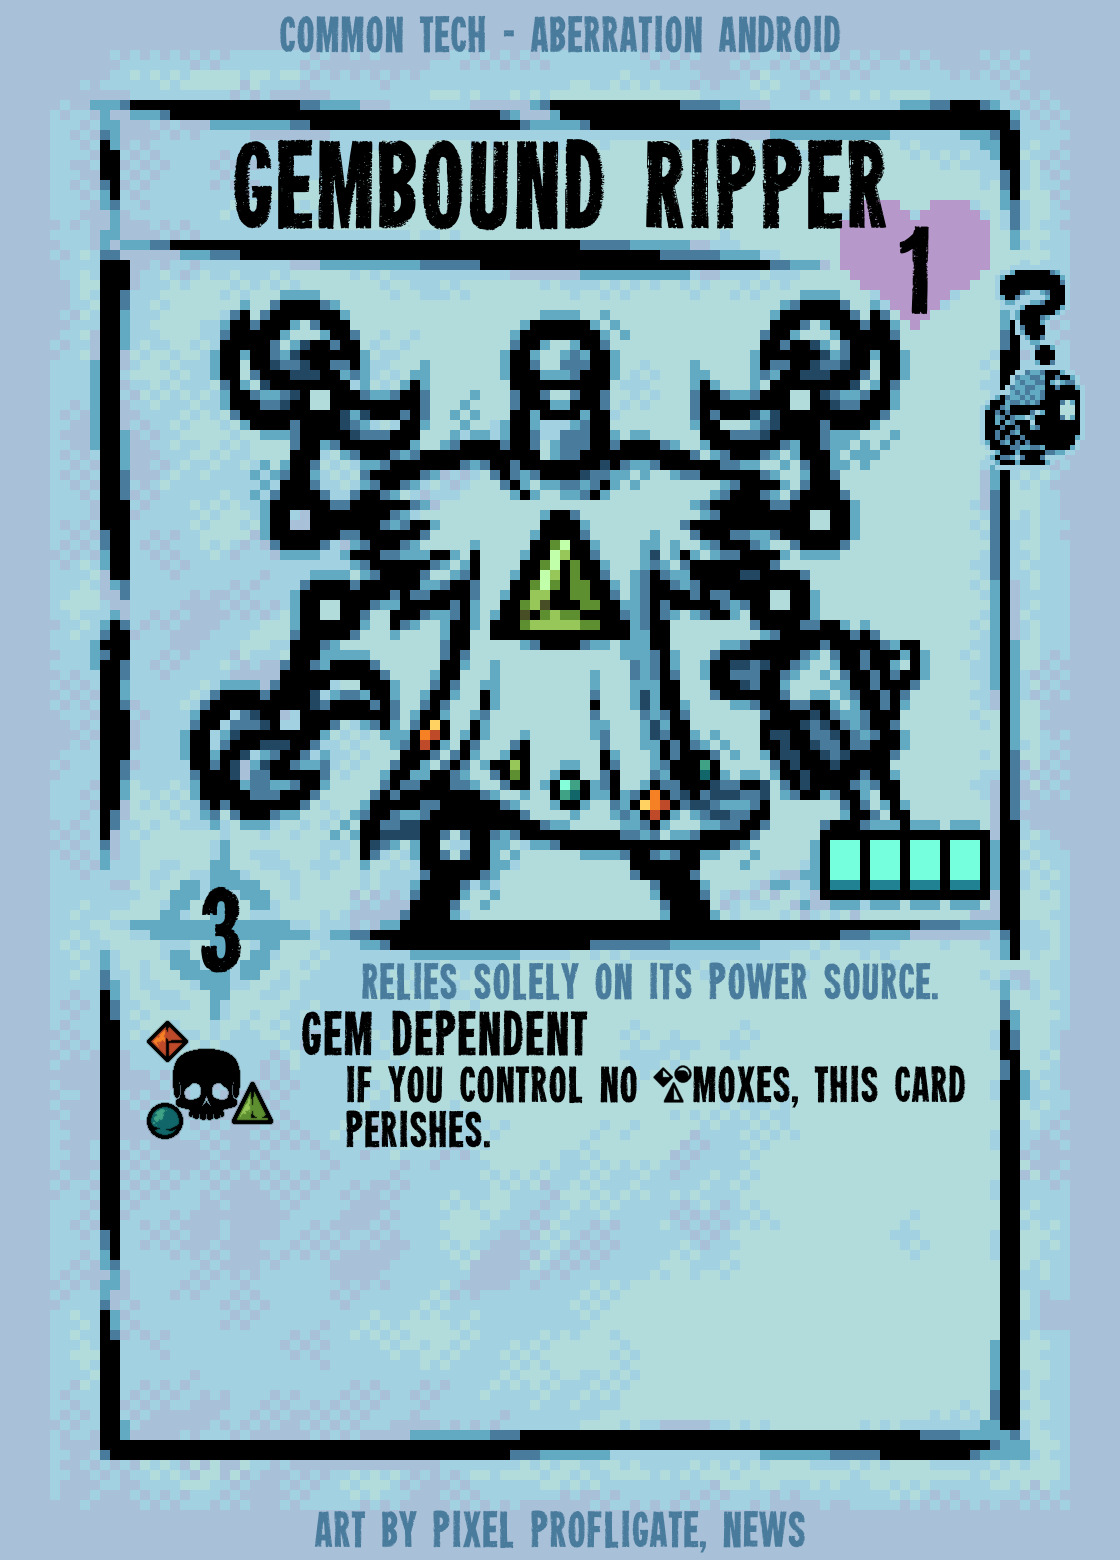 COMMON TECH - ABERRATION ANDROID
GEMBOUND RIPPER
1
?
3
RELIES SOLELY ON ITS POWER SOURCE.
GEM DEPENDENT
IF YOU CONTROL NO MOXES, THIS CARD
PERISHES.
ART BY PIXEL PROFLIGATE, NEWS